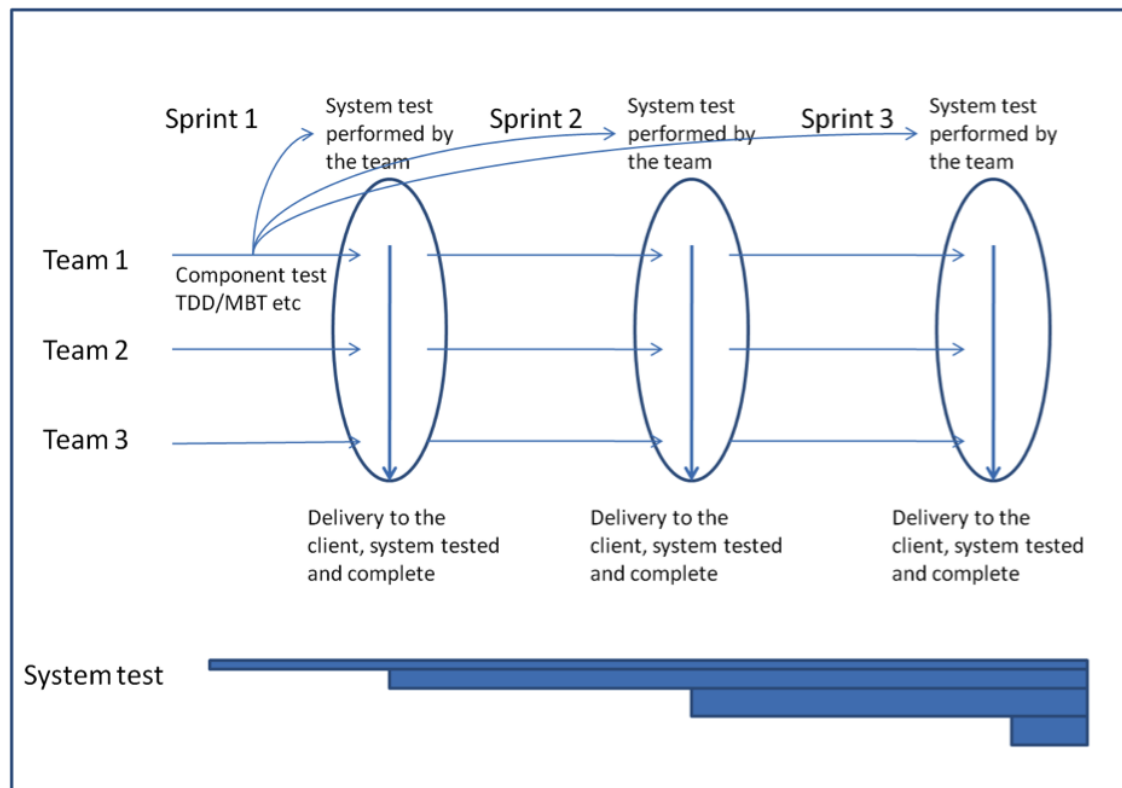 Sprint 1
System test
performed by
the team
Sprint 2
System test
performed by
the team
Sprint 3
System test
performed by
the team
Team 1
Component test
TDD/MBT etc
Team 2
Team 3
Delivery to the
client, system tested
and complete
Delivery to the
client, system tested
and complete
Delivery to the
client, system tested
and complete
System test